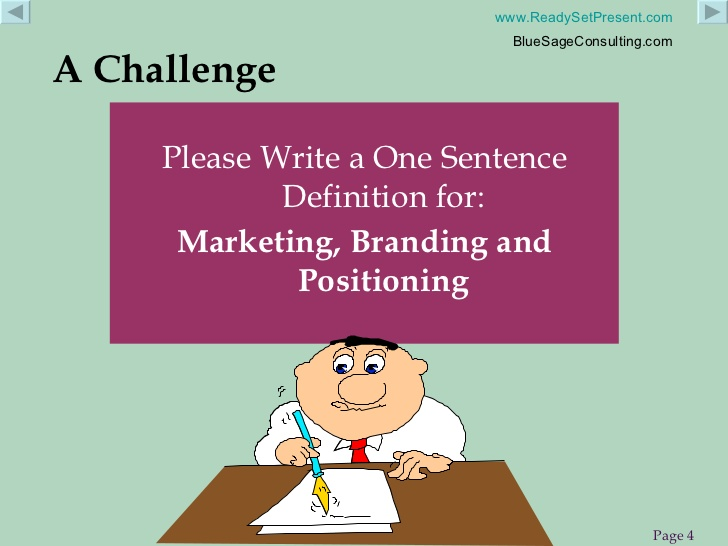 www.ReadySetPresent.com
BlueSageConsulting.com
A Challenge
Please Write a One Sentence
Definition for:
Marketing, Branding and
Positioning
Page 4